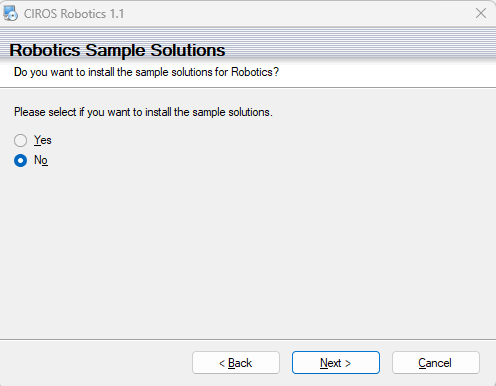 CIROS Robotics 1.1
Robotics Sample Solutions
Do you want to install the sample solutions for Robotics?
Please select if you want to install the sample solutions.
Yes
No
< Back
Next >
Cancel